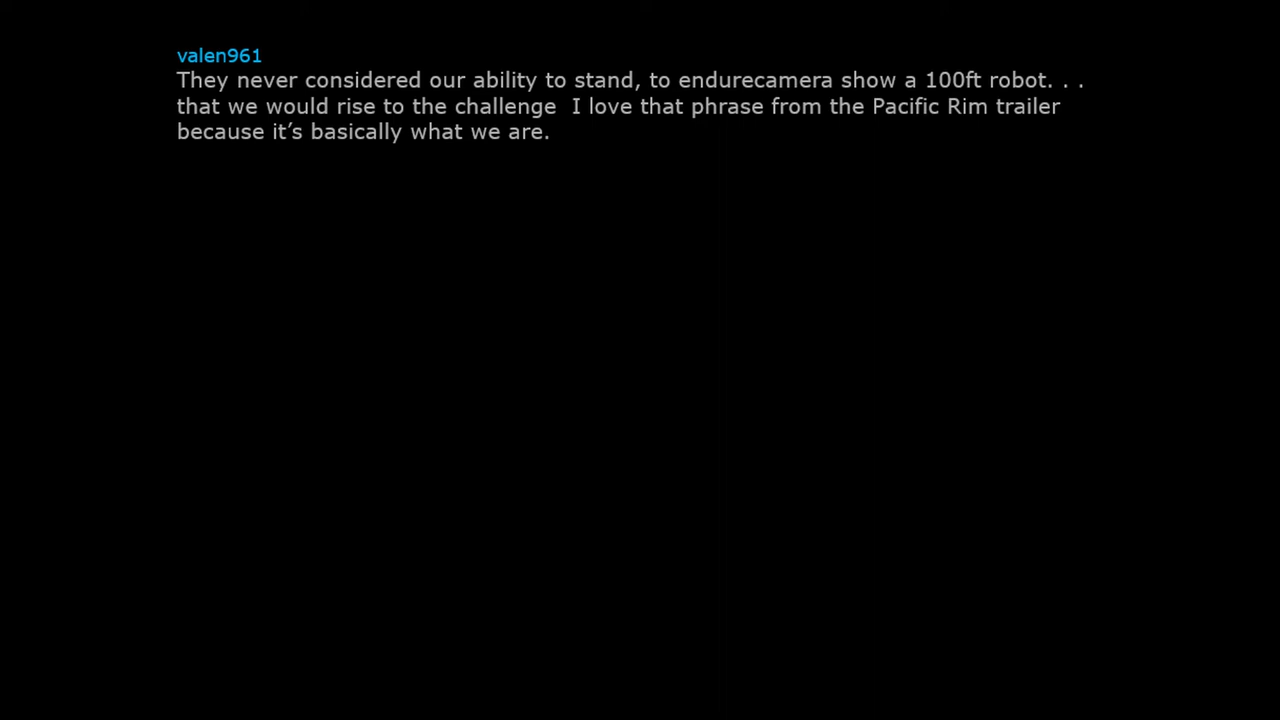 valen961
They never considered our ability to stand, to endurecamera show a 100ft robot. . .
that we would rise to the challenge  I love that phrase from the Pacific Rim trailer
because it’s basically what we are.